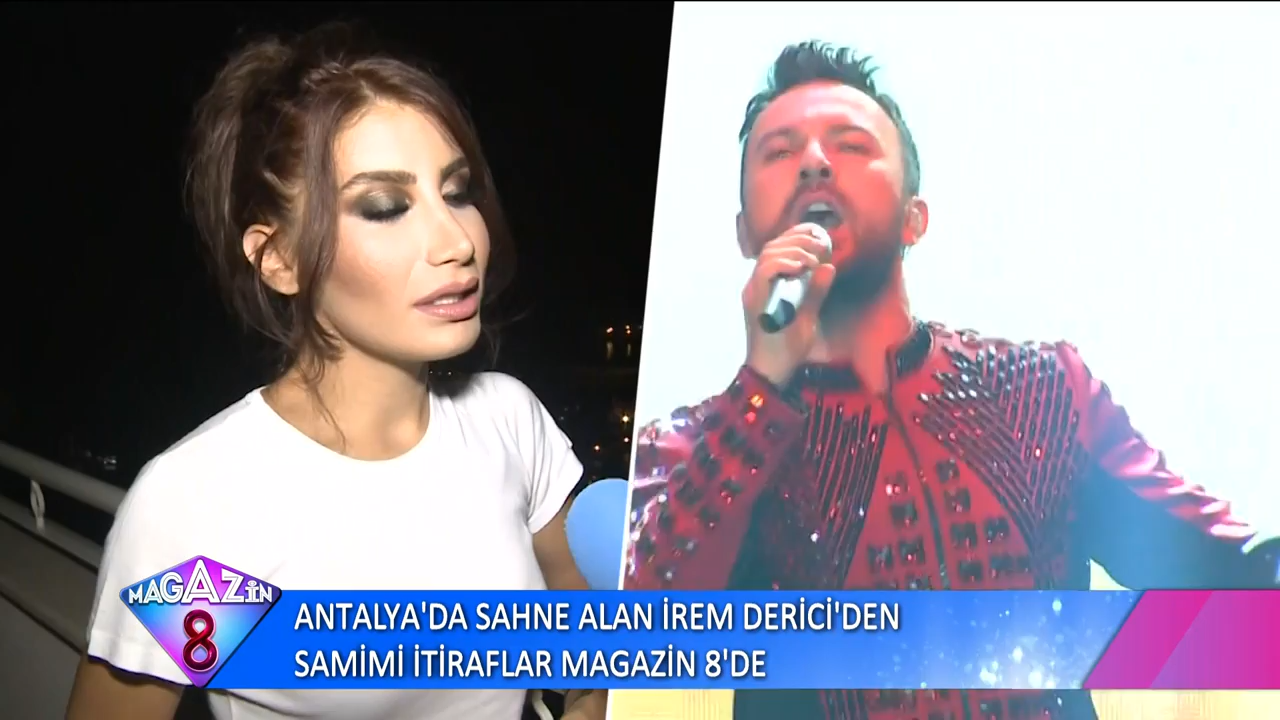 MAGAZİN
8
ANTALYA'DA SAHNE ALAN İREM DERİCİ'DEN
SAMİMİ İTİRAFLAR MAGAZİN 8'DE